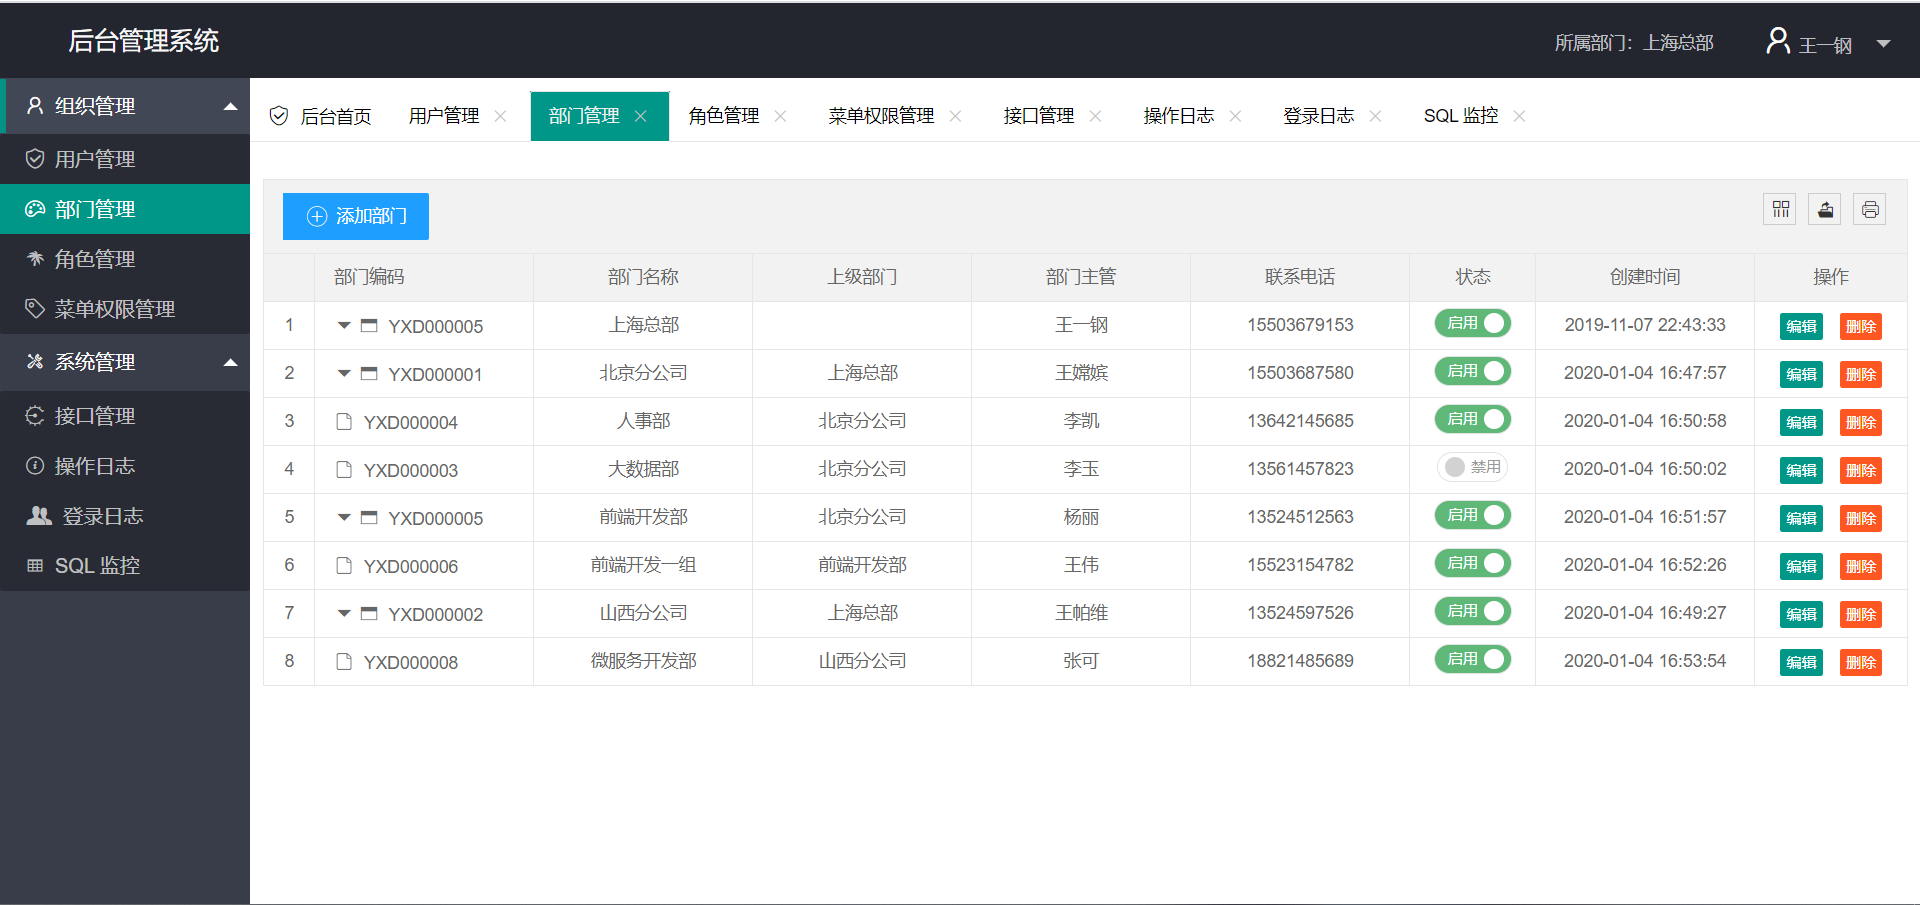 后台管理系统
所属部门：上海总部 王一钢
组织管理
用户管理
部门管理
角色管理
菜单权限管理
系统管理
接口管理
操作日志
登录日志
SQL 监控
后台首页 用户管理 部门管理 角色管理 菜单权限管理 接口管理 操作日志 登录日志 SQL 监控
添加部门
部门编码 部门名称 上级部门 部门主管 联系电话 状态 创建时间 操作
1 YXD000005 上海总部 王一钢 15503679153 启用 2019-11-07 22:43:33 编辑 删除
2 YXD000001 北京分公司 上海总部 王嫦嫔 15503687580 启用 2020-01-04 16:47:57 编辑 删除
3 YXD000004 人事部 北京分公司 李凯 13642145685 启用 2020-01-04 16:50:58 编辑 删除
4 YXD000003 大数据部 北京分公司 李玉 13561457823 禁用 2020-01-04 16:50:02 编辑 删除
5 YXD000005 前端开发部 北京分公司 杨丽 13524512563 启用 2020-01-04 16:51:57 编辑 删除
6 YXD000006 前端开发一组 前端开发部 王伟 15523154782 启用 2020-01-04 16:52:26 编辑 删除
7 YXD000002 山西分公司 上海总部 王帕维 13524597526 启用 2020-01-04 16:49:27 编辑 删除
8 YXD000008 微服务开发部 山西分公司 张可 18821485689 启用 2020-01-04 16:53:54 编辑 删除